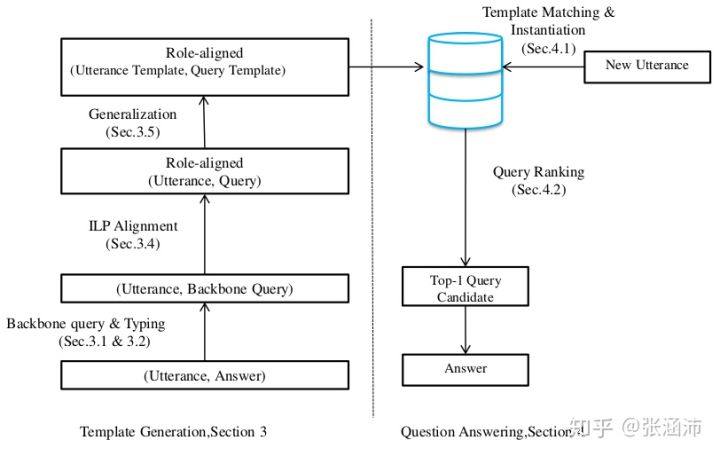 Role-aligned
(Utterance Template, Query Template)
Generalization
(Sec.3.5)
Role-aligned
(Utterance, Query)
ILP Alignment
(Sec.3.4)
(Utterance, Backbone Query)
Backbone query & Typing
(Sec.3.1 & 3.2)
(Utterance, Answer)
Template Generation,Section 3
Template Matching &
Instantiation
(Sec.4.1)
New Utterance
Query Ranking
(Sec.4.2)
Top-1 Query
Candidate
Answer
Question Answering,Section 4
知乎 @张涵沛